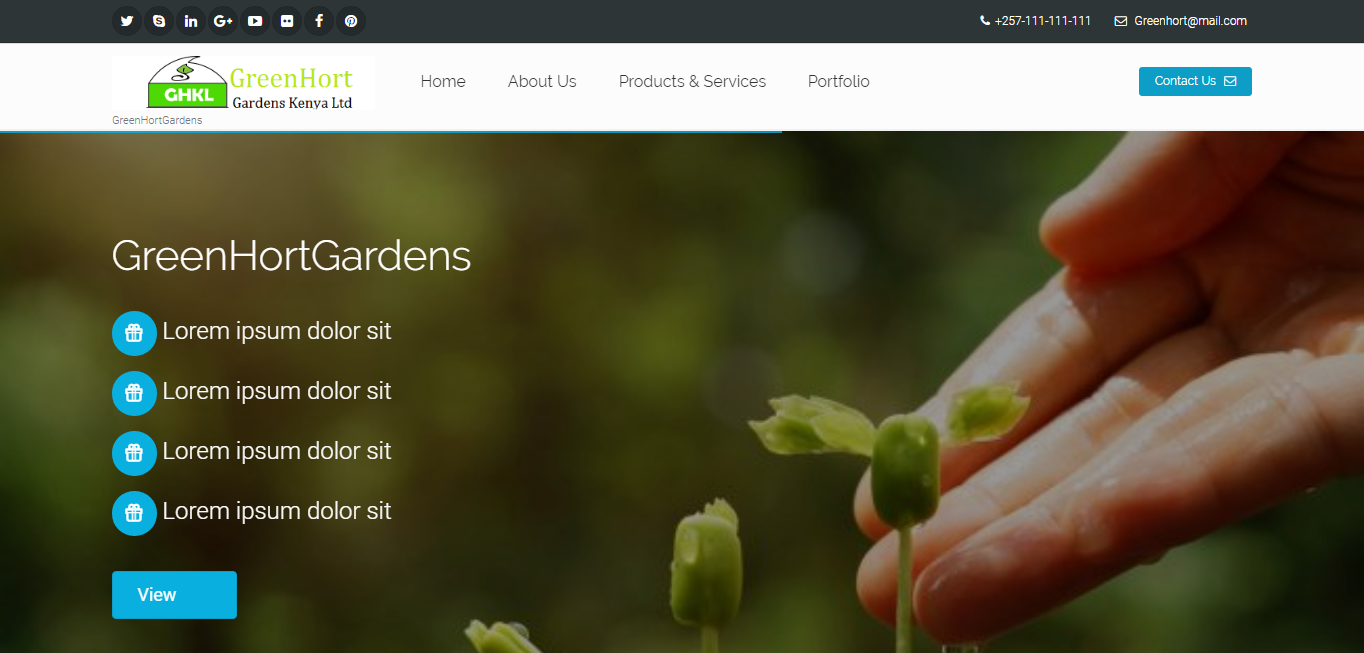 +257-111-111-111 Greenhort@mail.com
GHKL
GreenHort
Gardens Kenya Ltd
GreenHortGardens
Home About Us Products & Services Portfolio
Contact Us
GreenHortGardens
Lorem ipsum dolor sit
Lorem ipsum dolor sit
Lorem ipsum dolor sit
Lorem ipsum dolor sit
View